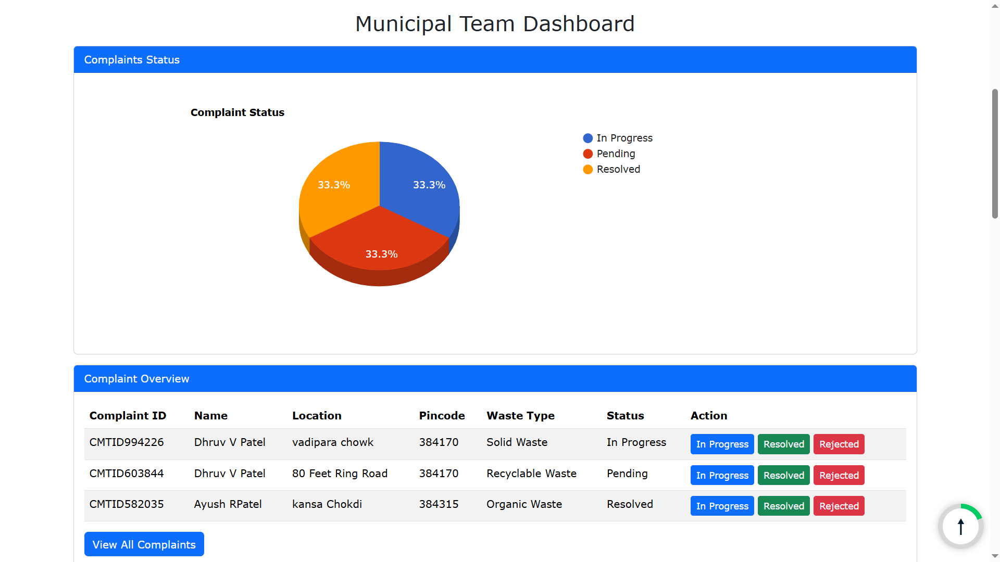 Municipal Team Dashboard
Complaints Status
Complaint Status
In Progress
Pending
Resolved
33.3% 33.3%
33.3%
Complaint Overview
Complaint ID Name Location Pincode Waste Type Status Action
CMTID994226 Dhruv V Patel vadipara chowk 384170 Solid Waste In Progress In Progress Resolved Rejected
CMTID603844 Dhruv V Patel 80 Feet Ring Road 384170 Recyclable Waste Pending In Progress Resolved Rejected
CMTID582035 Ayush RPatel kansa Chokdi 384315 Organic Waste Resolved In Progress Resolved Rejected
View All Complaints